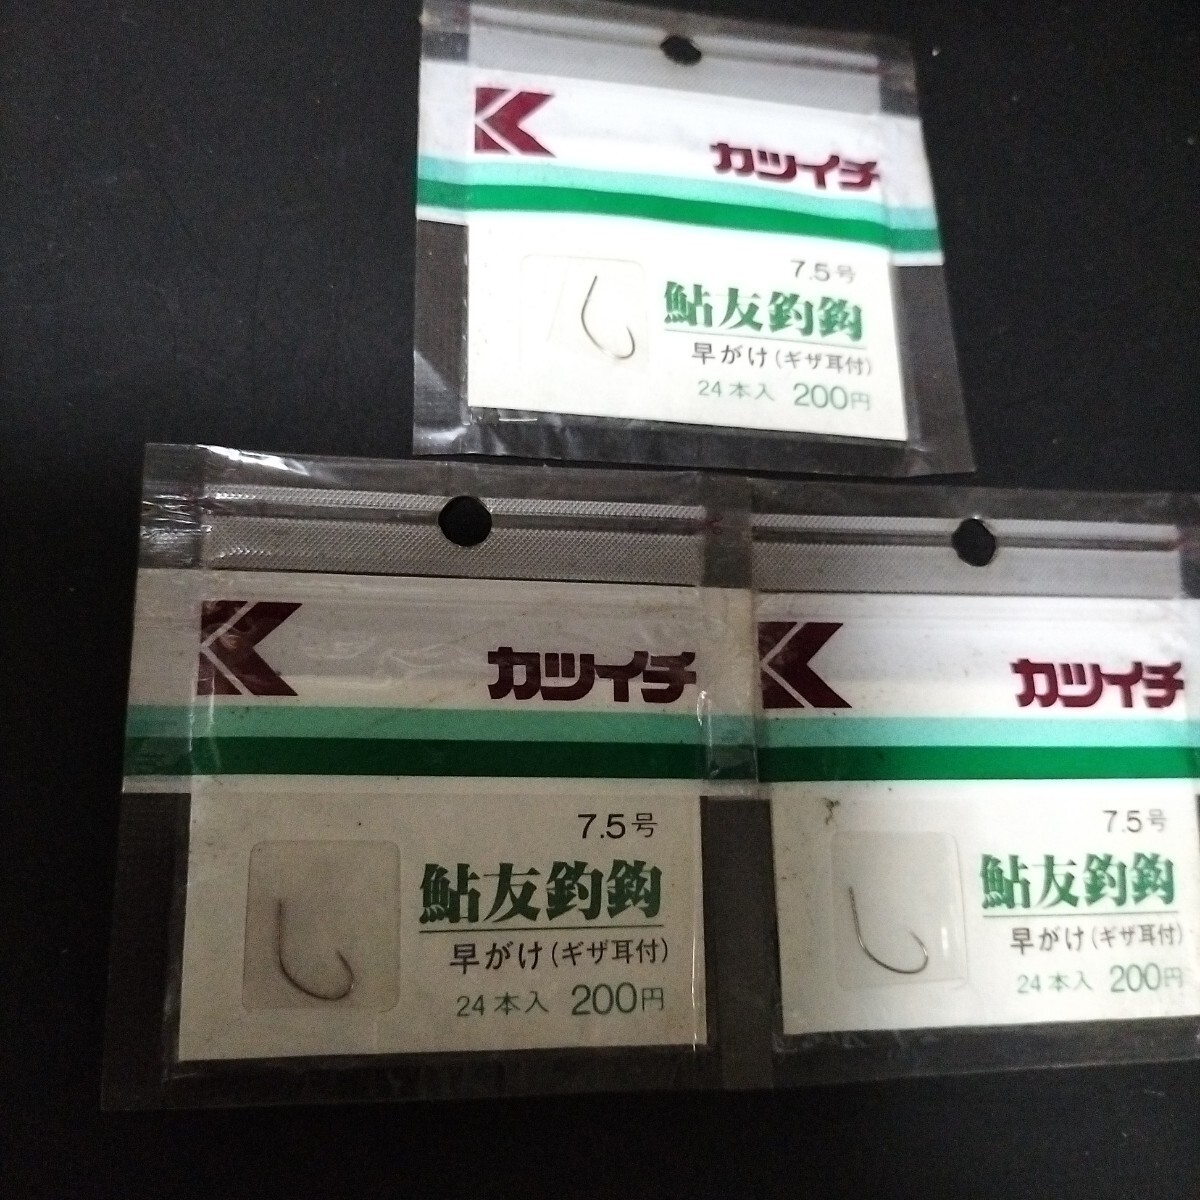 K
カツイチ
7.5号
鮎友釣鈎
早がけ(ギザ耳付)
24本入 200円
K
カツイチ
7.5号
鮎友釣鈎
早がけ(ギザ耳付)
24本入 200円
K
カツイチ
7.5号
鮎友釣鈎
早がけ(ギザ耳付)
24本入 200円